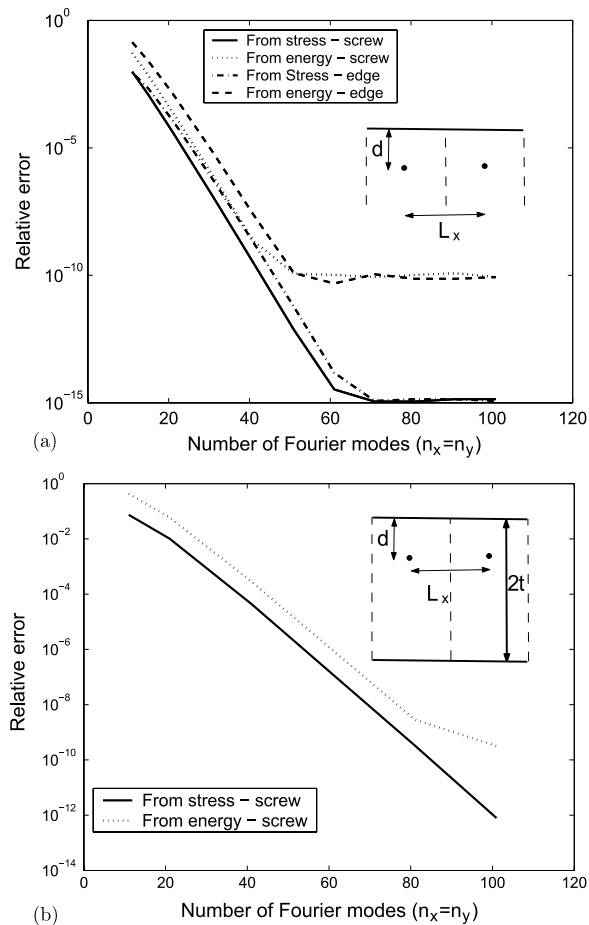 10^0
10^-5
10^-10
10^-15
Relative error
From stress – screw
From energy – screw
From Stress – edge
From energy – edge
d
L_x
0
20
40
60
80
100
120
Number of Fourier modes (n_x=n_y)
(a)
10^0
10^-2
10^-4
10^-6
10^-8
10^-10
10^-12
10^-14
Relative error
d
L_x
2t
From stress – screw
From energy – screw
0
20
40
60
80
100
120
Number of Fourier modes (n_x=n_y)
(b)